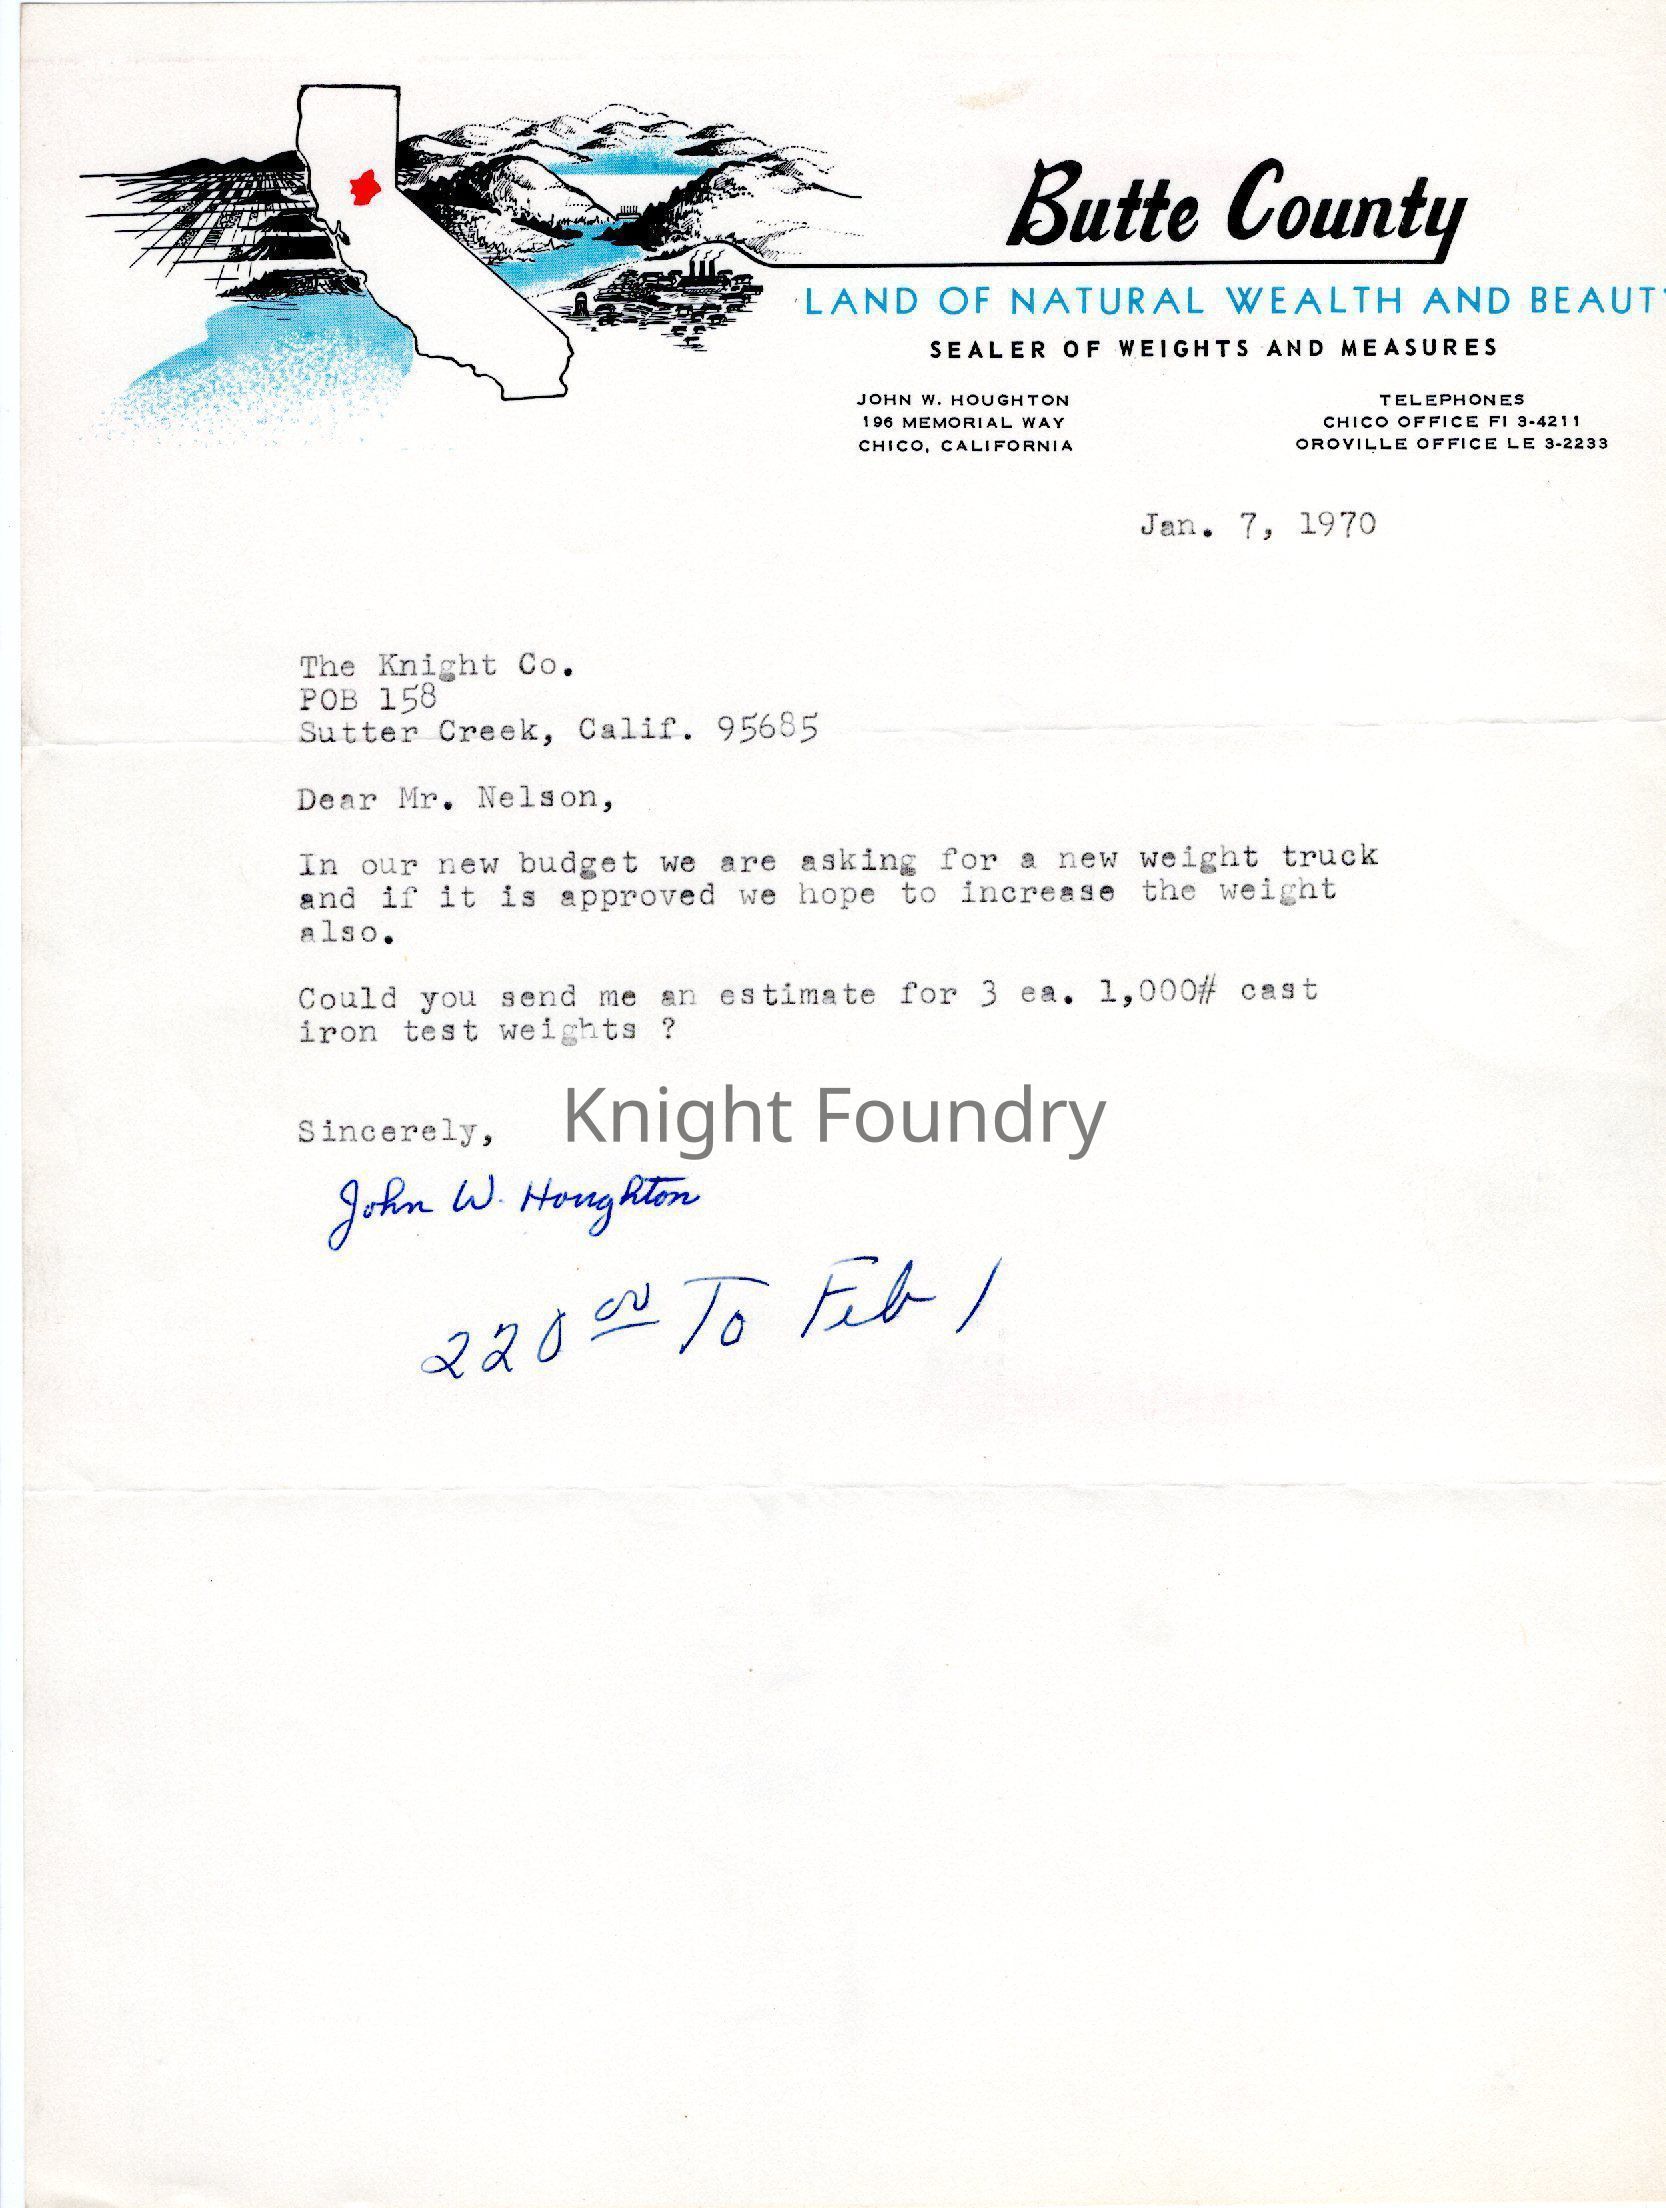 Butte County
LAND OF NATURAL WEALTH AND BEAUT
SEALER OF WEIGHTS AND MEASURES
JOHN W. HOUGHTON
196 MEMORIAL WAY
CHICO, CALIFORNIA
TELEPHONES
CHICO OFFICE FI 3-4211
OROVILLE OFFICE LE 3-2233
Jan. 7, 1970
The Knight Co.
POB 158
Sutter Creek, Calif. 95685
Dear Mr. Nelson,
In our new budget we are asking for a new weight truck
and if it is approved we hope to increase the weight
also.
Could you send me an estimate for 3 ea. 1,000# cast
iron test weights ?
Knight Foundry
Sincerely,
John W. Houghton
220 00 To Feb 1